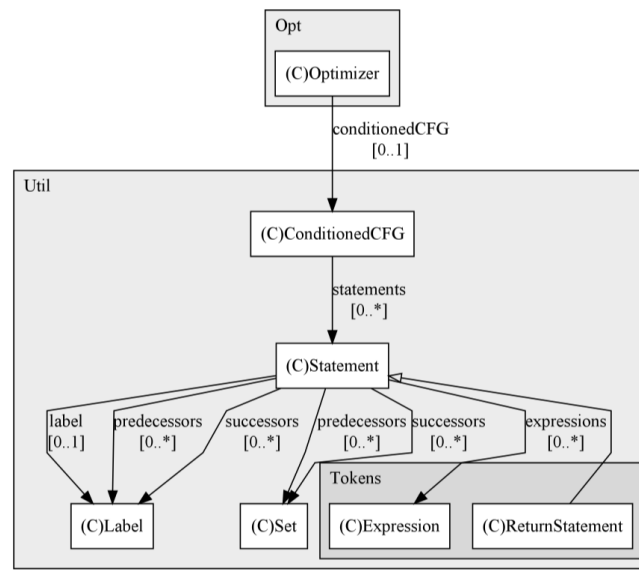 Opt
(C)Optimizer
conditionedCFG
[0..1]
Util
(C)ConditionedCFG
statements
[0..*]
(C)Statement
label
[0..1]
predecessors
[0..*]
successors
[0..*]
predecessors
[0..*]
successors
[0..*]
expressions
[0..*]
Tokens
(C)Label
(C)Set
(C)Expression
(C)ReturnStatement